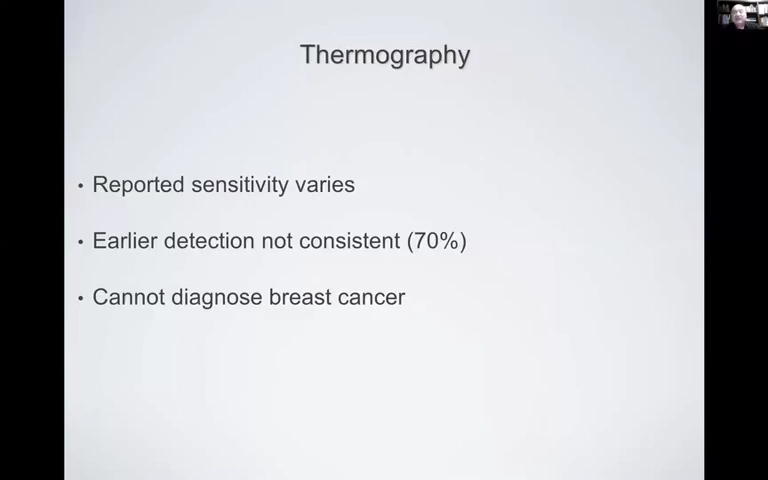 Thermography
• Reported sensitivity varies
• Earlier detection not consistent (70%)
• Cannot diagnose breast cancer